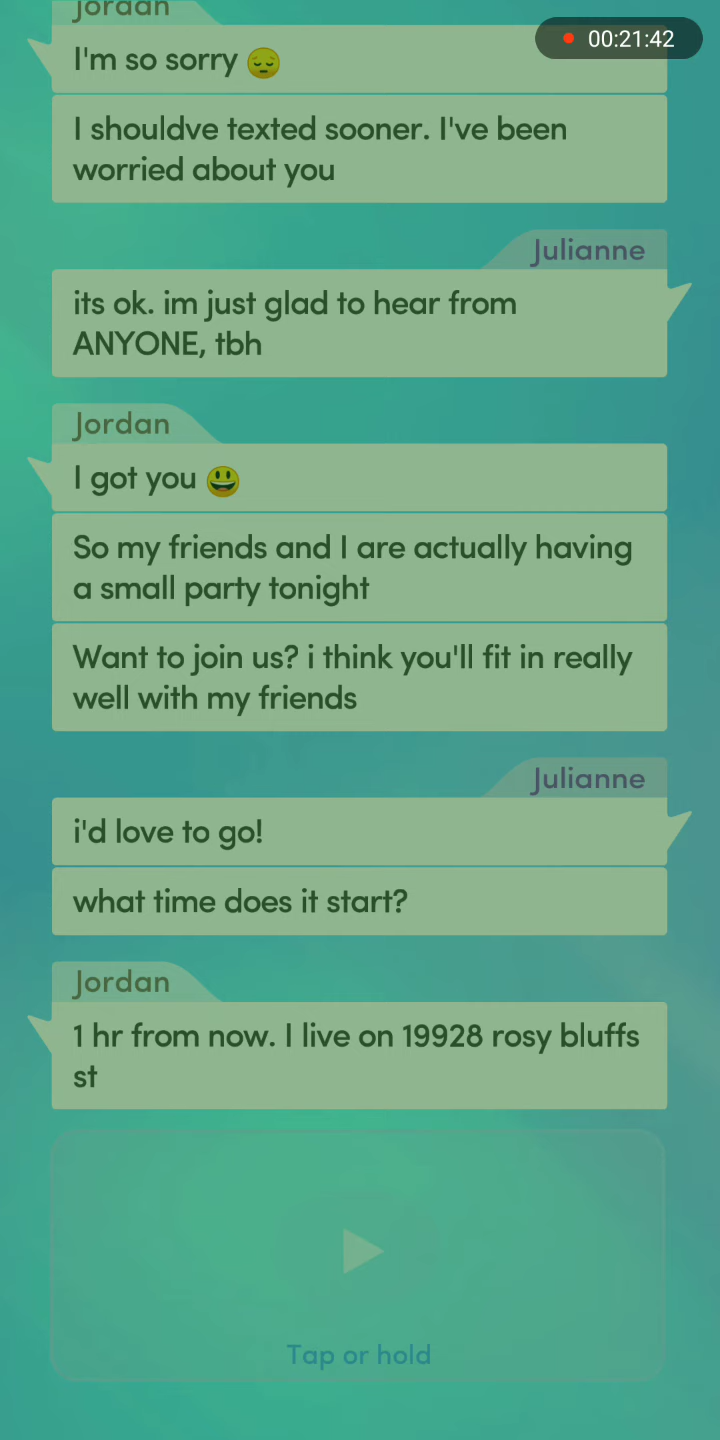 Jordan
00:21:42
I'm so sorry 😔
I shouldve texted sooner. I've been
worried about you
Julianne
its ok. im just glad to hear from
ANYONE, tbh
Jordan
I got you 😃
So my friends and I are actually having
a small party tonight
Want to join us? i think you'll fit in really
well with my friends
Julianne
i'd love to go!
what time does it start?
Jordan
1 hr from now. I live on 19928 rosy bluffs
st
Tap or hold